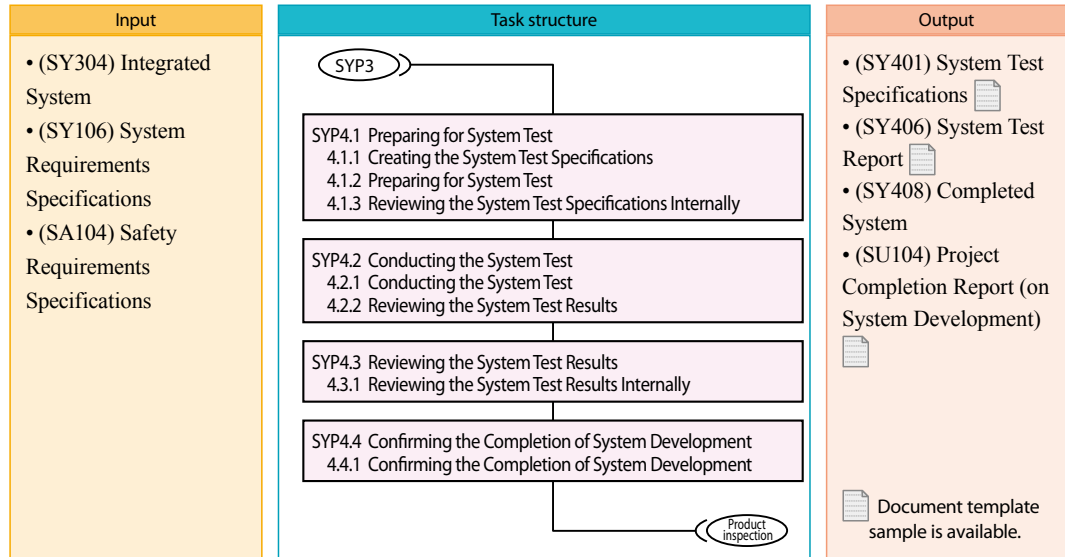 Input
• (SY304) Integrated
System
• (SY106) System
Requirements
Specifications
• (SA104) Safety
Requirements
Specifications
Task structure
SYP3
SYP4.1 Preparing for System Test
4.1.1 Creating the System Test Specifications
4.1.2 Preparing for System Test
4.1.3 Reviewing the System Test Specifications Internally
SYP4.2 Conducting the System Test
4.2.1 Conducting the System Test
4.2.2 Reviewing the System Test Results
SYP4.3 Reviewing the System Test Results
4.3.1 Reviewing the System Test Results Internally
SYP4.4 Confirming the Completion of System Development
4.4.1 Confirming the Completion of System Development
Product
inspection
Output
• (SY401) System Test
Specifications
• (SY406) System Test
Report
• (SY408) Completed
System
• (SU104) Project
Completion Report (on
System Development)
Document template
sample is available.